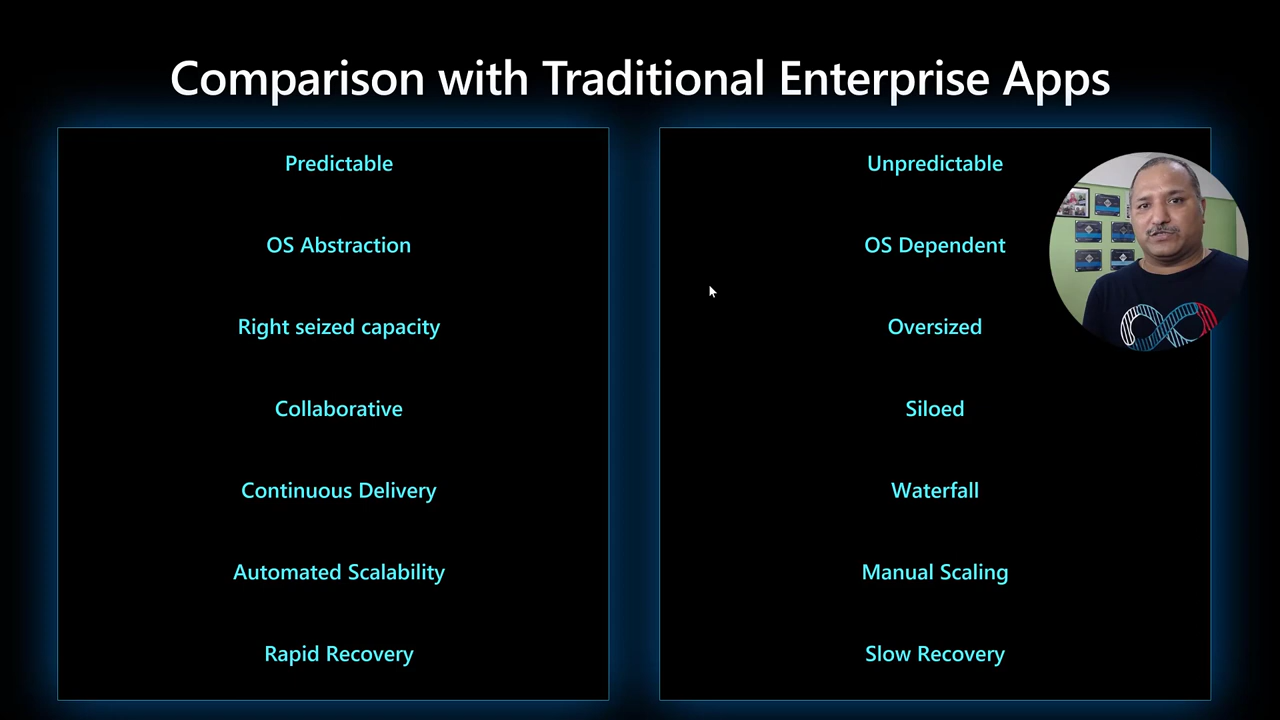 Comparison with Traditional Enterprise Apps
Predictable
OS Abstraction
Right seized capacity
Collaborative
Continuous Delivery
Automated Scalability
Rapid Recovery
Unpredictable
OS Dependent
Oversized
Siloed
Waterfall
Manual Scaling
Slow Recovery